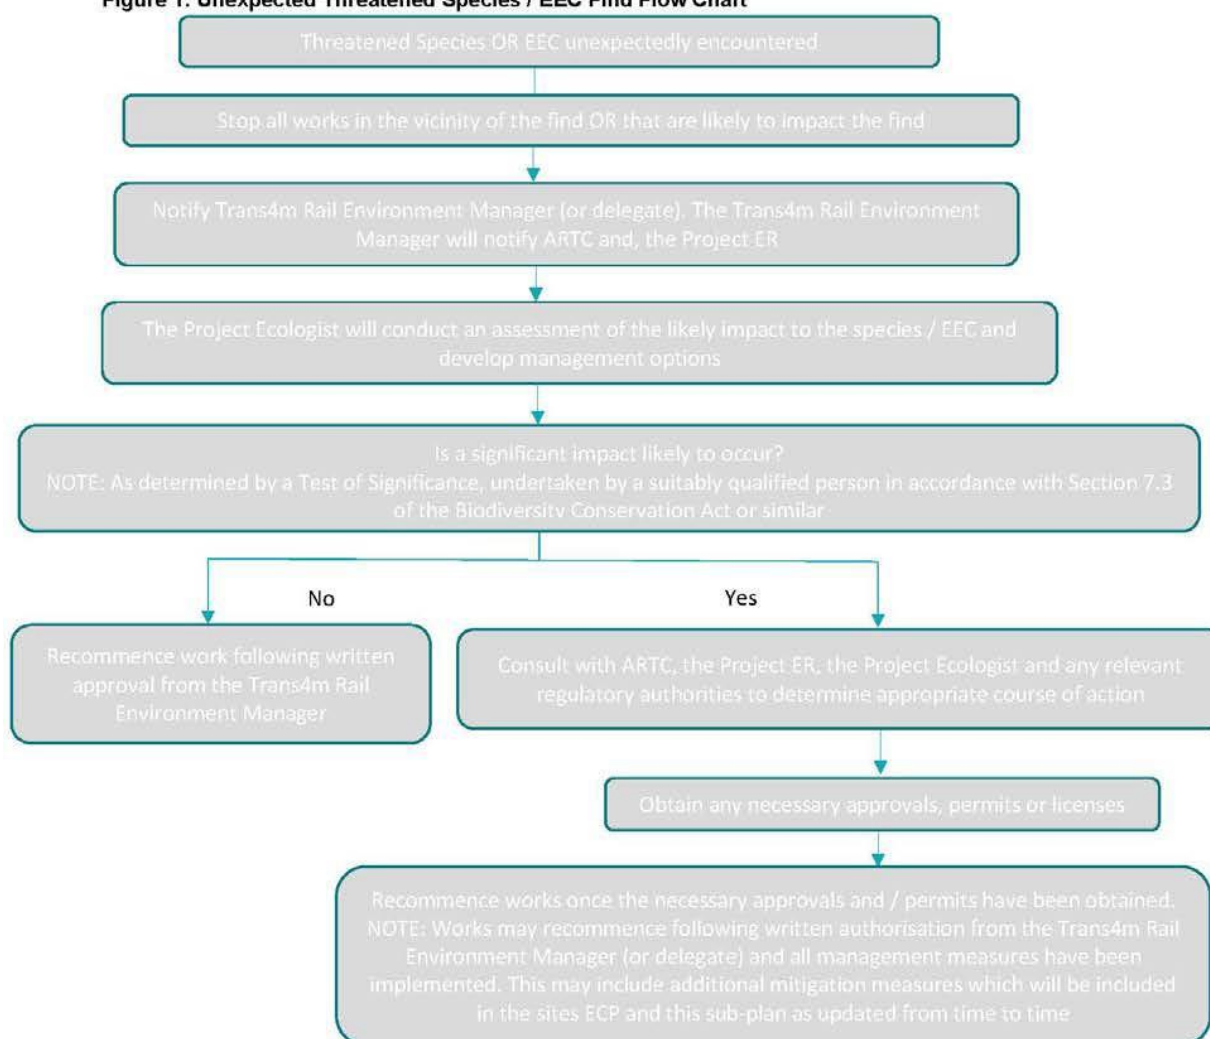 Figure 1: Unexpected Threatened Species / EEC Find Flow Chart
Threatened Species OR EEC unexpectedly encountered
Stop all works in the vicinity of the find OR that are likely to impact the find
Notify Trans4m Rail Environment Manager (or delegate). The Trans4m Rail Environment
Manager will notify ARTC and, the Project ER
The Project Ecologist will conduct an assessment of the likely impact to the species / EEC and
develop management options
Is a significant impact likely to occur?
NOTE: As determined by a Test of Significance, undertaken by a suitably qualified person in accordance with Section 7.3
of the Biodiversity Conservation Act or similar
No
Yes
Recommence work following written
approval from the Trans4m Rail
Environment Manager
Consult with ARTC, the Project ER, the Project Ecologist and any relevant
regulatory authorities to determine appropriate course of action
Obtain any necessary approvals, permits or licenses
Recommence works once the necessary approvals and / permits have been obtained.
NOTE: Works may recommence following written authorisation from the Trans4m Rail
Environment Manager (or delegate) and all management measures have been
implemented. This may include additional mitigation measures which will be included
in the sites ECP and this sub-plan as updated from time to time